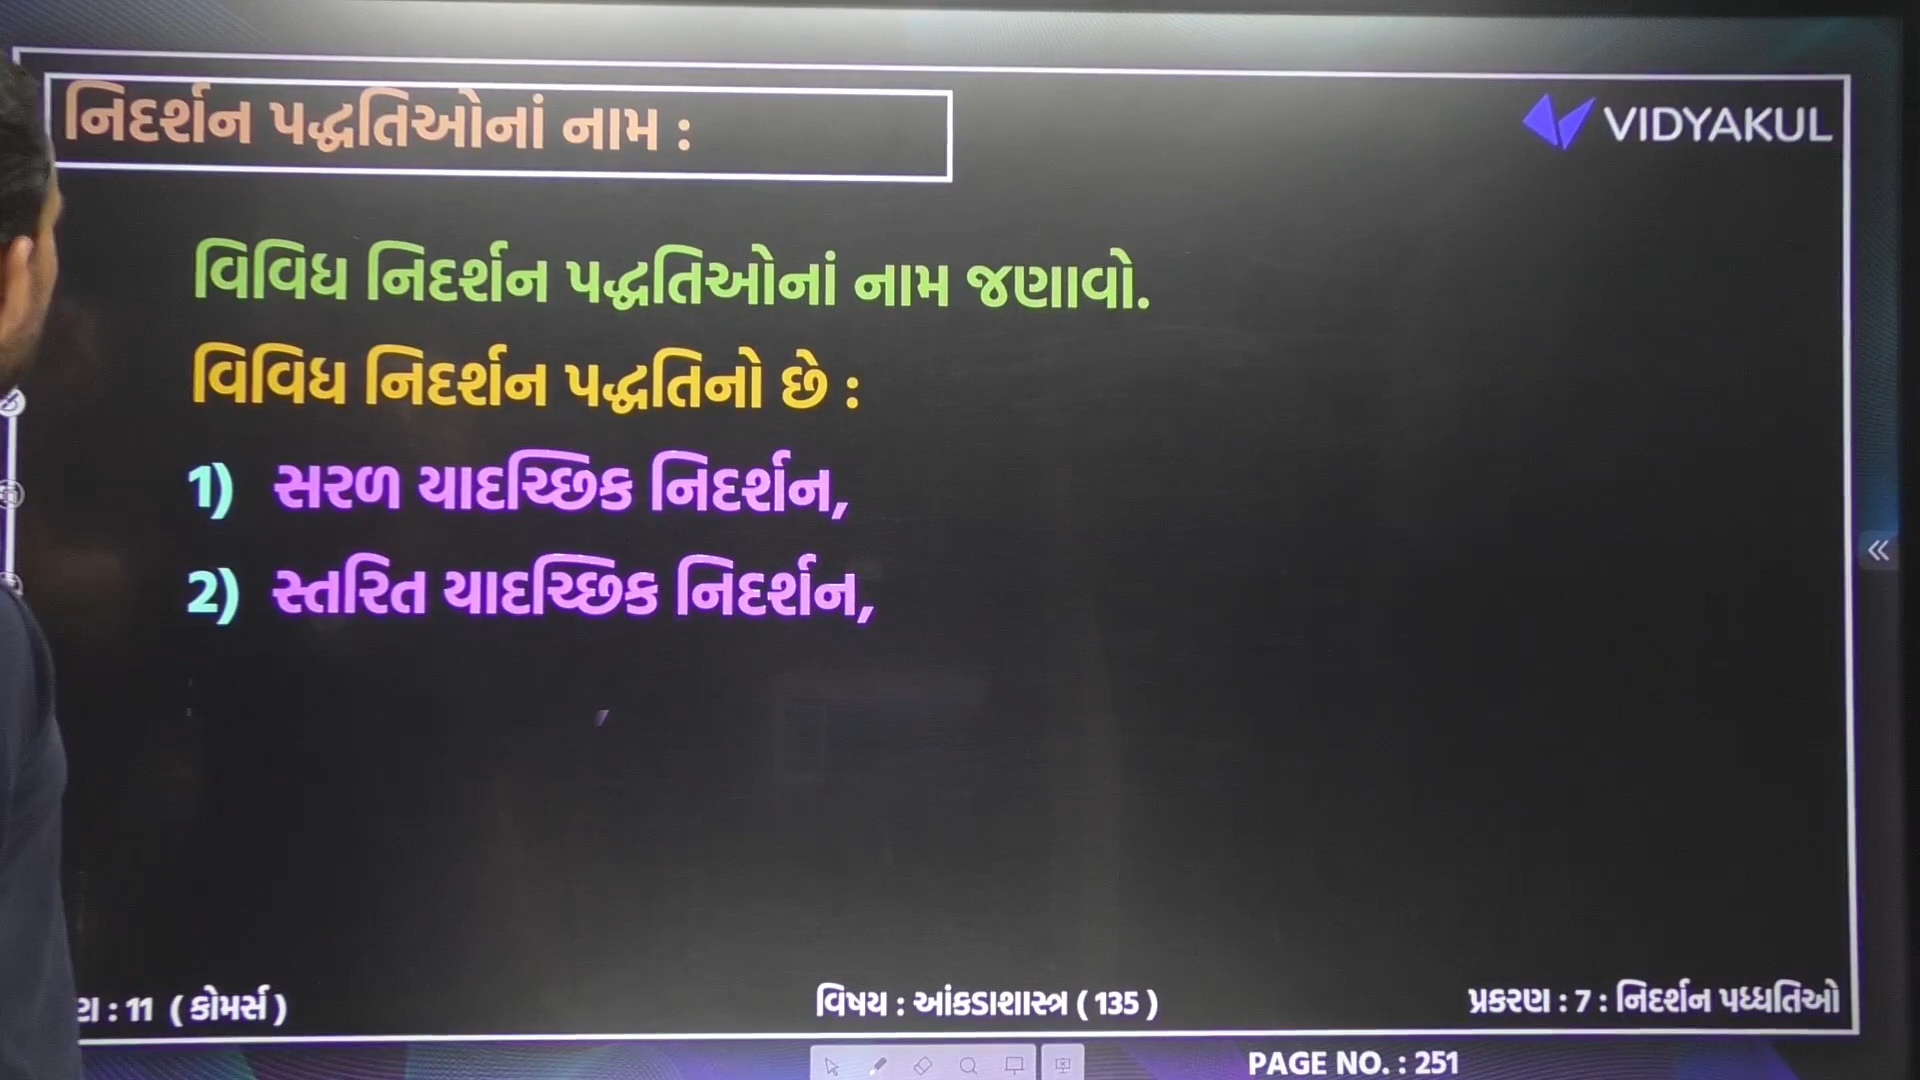 નિદર્શન પદ્ધતિઓનાં નામ :
VIDYAKUL
વિવિધ નિદર્શન પદ્ધતિઓનાં નામ જણાવો.
વિવિધ નિદર્શન પદ્ધતિનો છે :
1) સરળ યાદચ્છિક નિદર્શન,
2) સ્તરિત યાદચ્છિક નિદર્શન,
: 11 ( કોમર્સ )
વિષય : આંકડાશાસ્ત્ર ( 135 )
પ્રકરણ : 7 : નિદર્શન પધ્ધતિઓ
PAGE NO. : 251